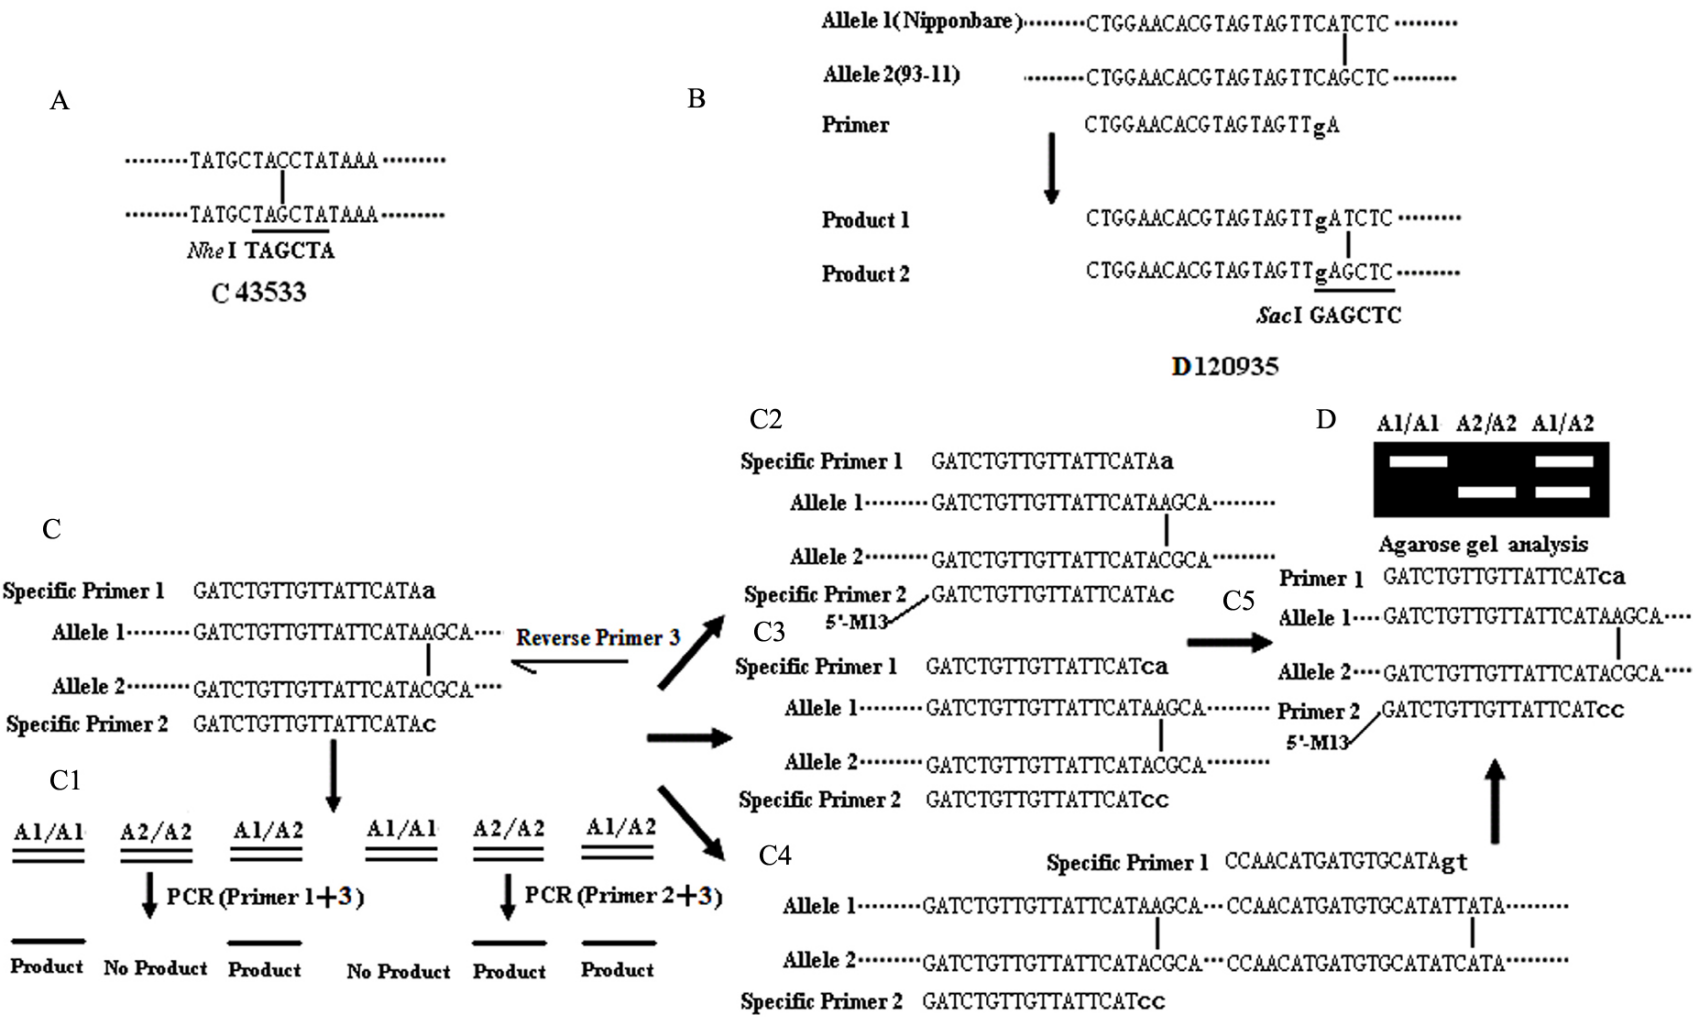 A
········TATGCTACCTATAAA········
········TATGCTAGCTATAAA········
Nhe I TAGCTA
C 43533
B
Allele 1( Nipponbare)········CTGGAACACGTAGTAGTTCATCTC········
Allele 2(93-11) ········CTGGAACACGTAGTAGTTCAGCTC········
Primer CTGGAACACGTAGTAGTTgA
Product 1 CTGGAACACGTAGTAGTTgATCTC········
Product 2 CTGGAACACGTAGTAGTTgAGCTC········
Sac I GAGCTC
D120935
C
Specific Primer 1 GATCTGTTGTTATTCATAa
Allele 1········GATCTGTTGTTATTCATAAGCA····
Reverse Primer 3
Allele 2········GATCTGTTGTTATTCATACGCA····
Specific Primer 2 GATCTGTTGTTATTCATAc
C1
A1/A1 A2/A2 A1/A2 A1/A1 A2/A2 A1/A2
PCR (Primer 1+3) PCR (Primer 2+3)
Product No Product Product No Product Product Product
C2
Specific Primer 1 GATCTGTTGTTATTCATAa
Allele 1········GATCTGTTGTTATTCATAAGCA········
Allele 2········GATCTGTTGTTATTCATACGCA········
Specific Primer 2 GATCTGTTGTTATTCATAc
5'-M13
C3
Specific Primer 1 GATCTGTTGTTATTCATca
Allele 1········GATCTGTTGTTATTCATAAGCA········
Allele 2········GATCTGTTGTTATTCATACGCA········
Specific Primer 2 GATCTGTTGTTATTCATcc
C4
Specific Primer 1 CCAACATGATGTGCATAgt
Allele 1········GATCTGTTGTTATTCATAAGCA···CCAACATGATGTGCATATTATA········
Allele 2········GATCTGTTGTTATTCATACGCA···CCAACATGATGTGCATATCATA········
Specific Primer 2 GATCTGTTGTTATTCATcc
D
A1/A1 A2/A2 A1/A2
Agarose gel analysis
C5
Primer 1 GATCTGTTGTTATTCATca
Allele 1····GATCTGTTGTTATTCATAAGCA····
Allele 2····GATCTGTTGTTATTCATACGCA····
Primer 2 GATCTGTTGTTATTCATcc
5'-M13